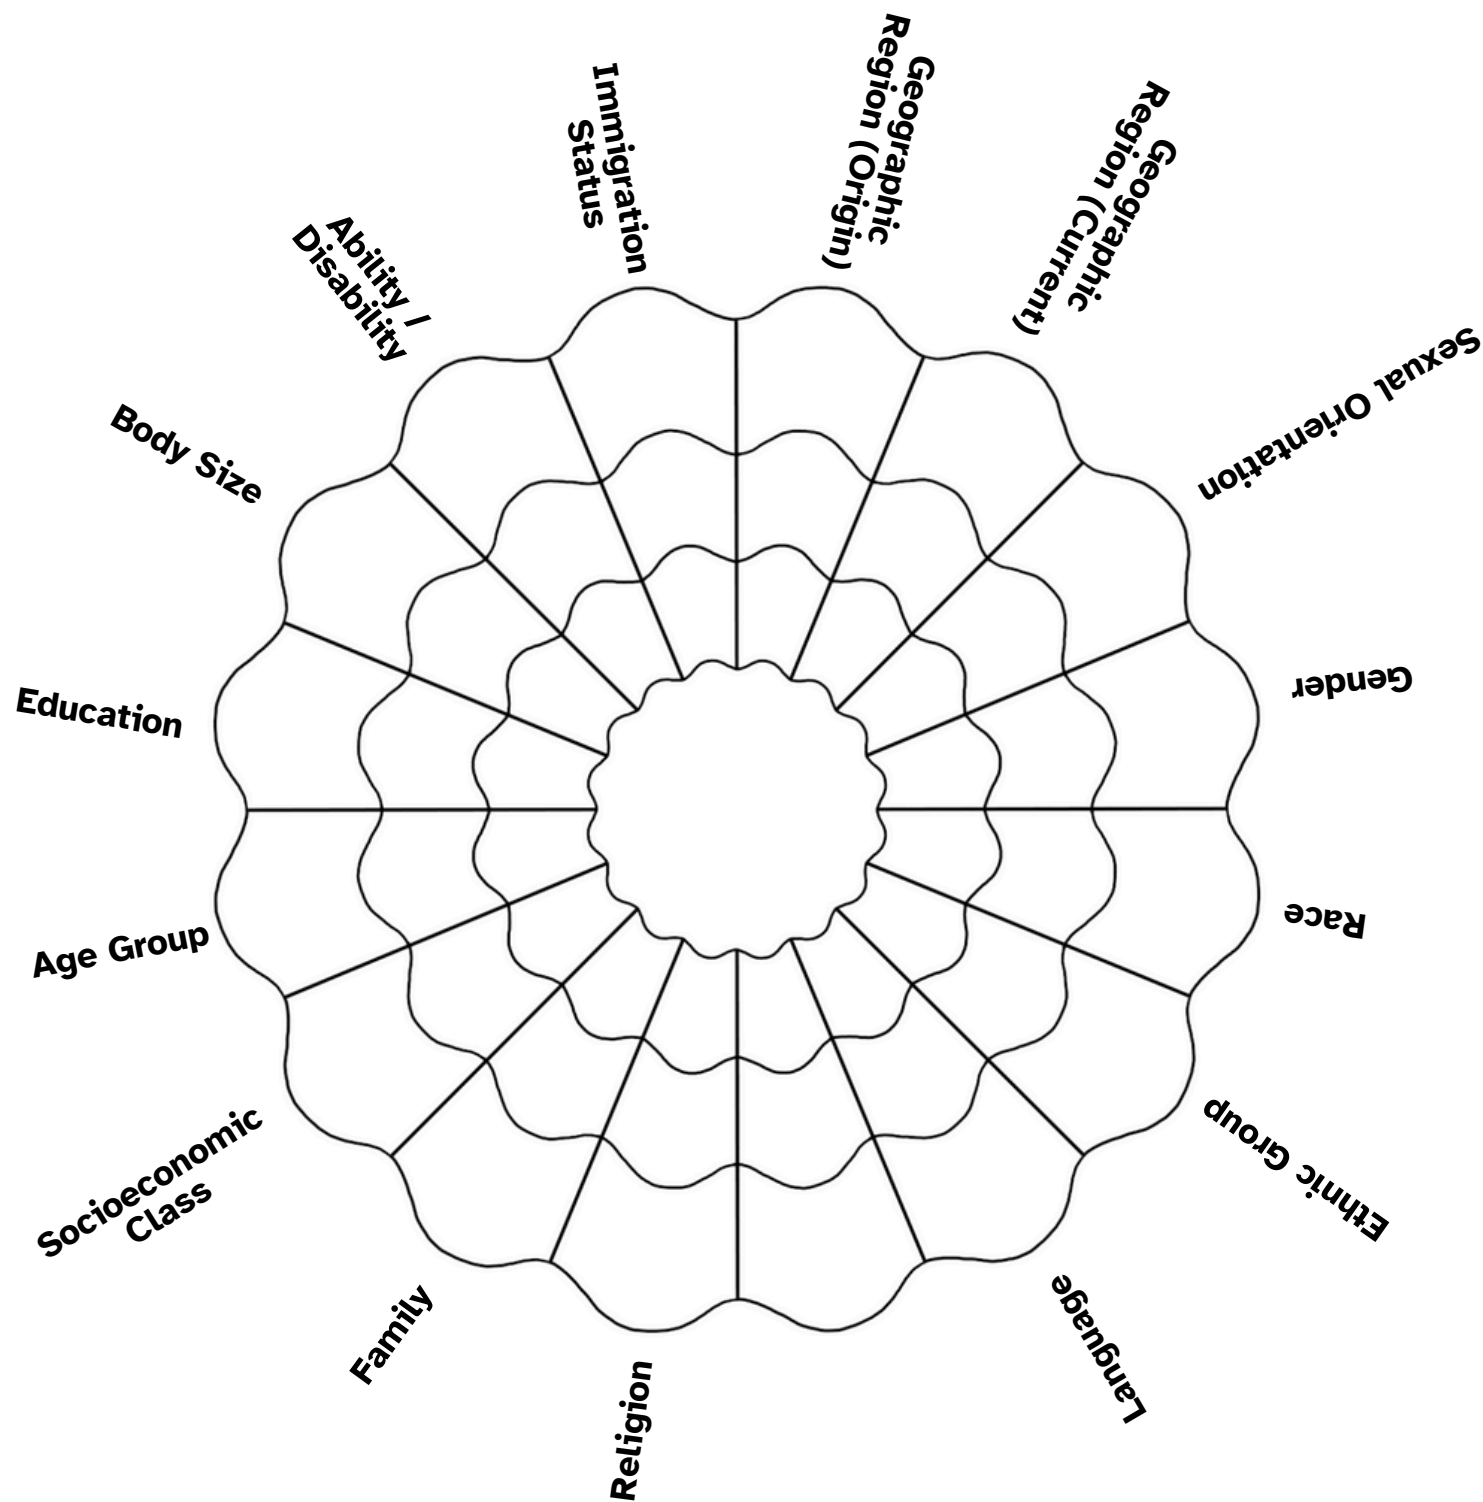 Immigration
Status
Geographic
Region (Origin)
Geographic
Region (Current)
Sexual Orientation
Gender
Race
Ethnic Group
Language
Religion
Family
Socioeconomic
Class
Age Group
Education
Body Size
Ability /
Disability